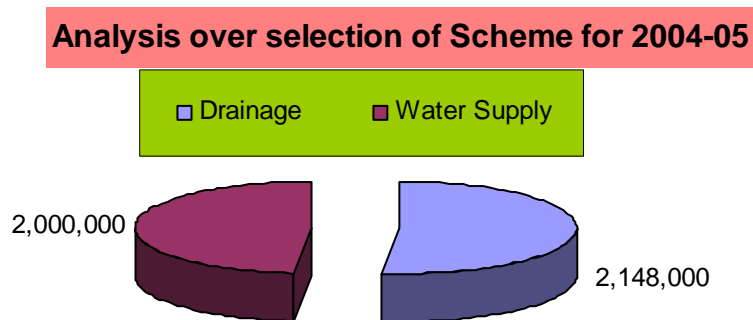 Analysis over selection of Scheme for 2004-05
Drainage Water Supply
2,000,000
2,148,000